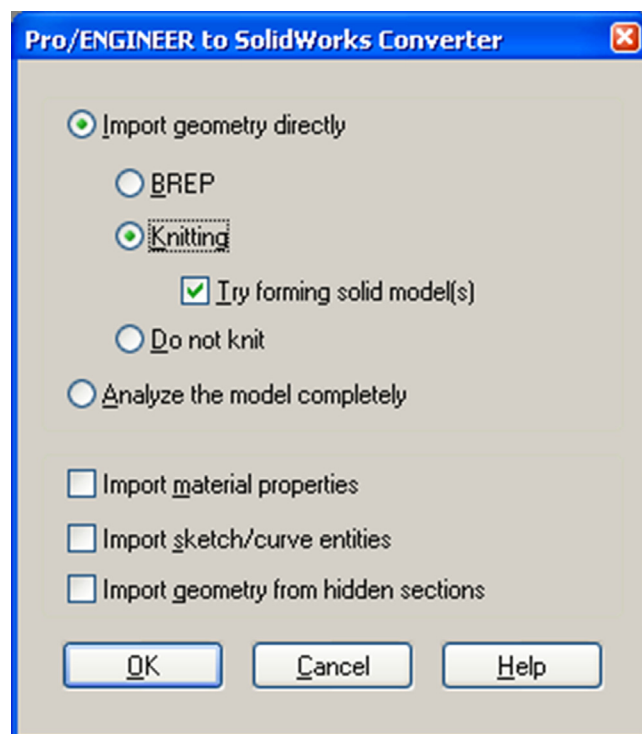 Pro/ENGINEER to SolidWorks Converter
Import geometry directly
BREP
Knitting
Try forming solid model(s)
Do not knit
Analyze the model completely
Import material properties
Import sketch/curve entities
Import geometry from hidden sections
OK Cancel Help